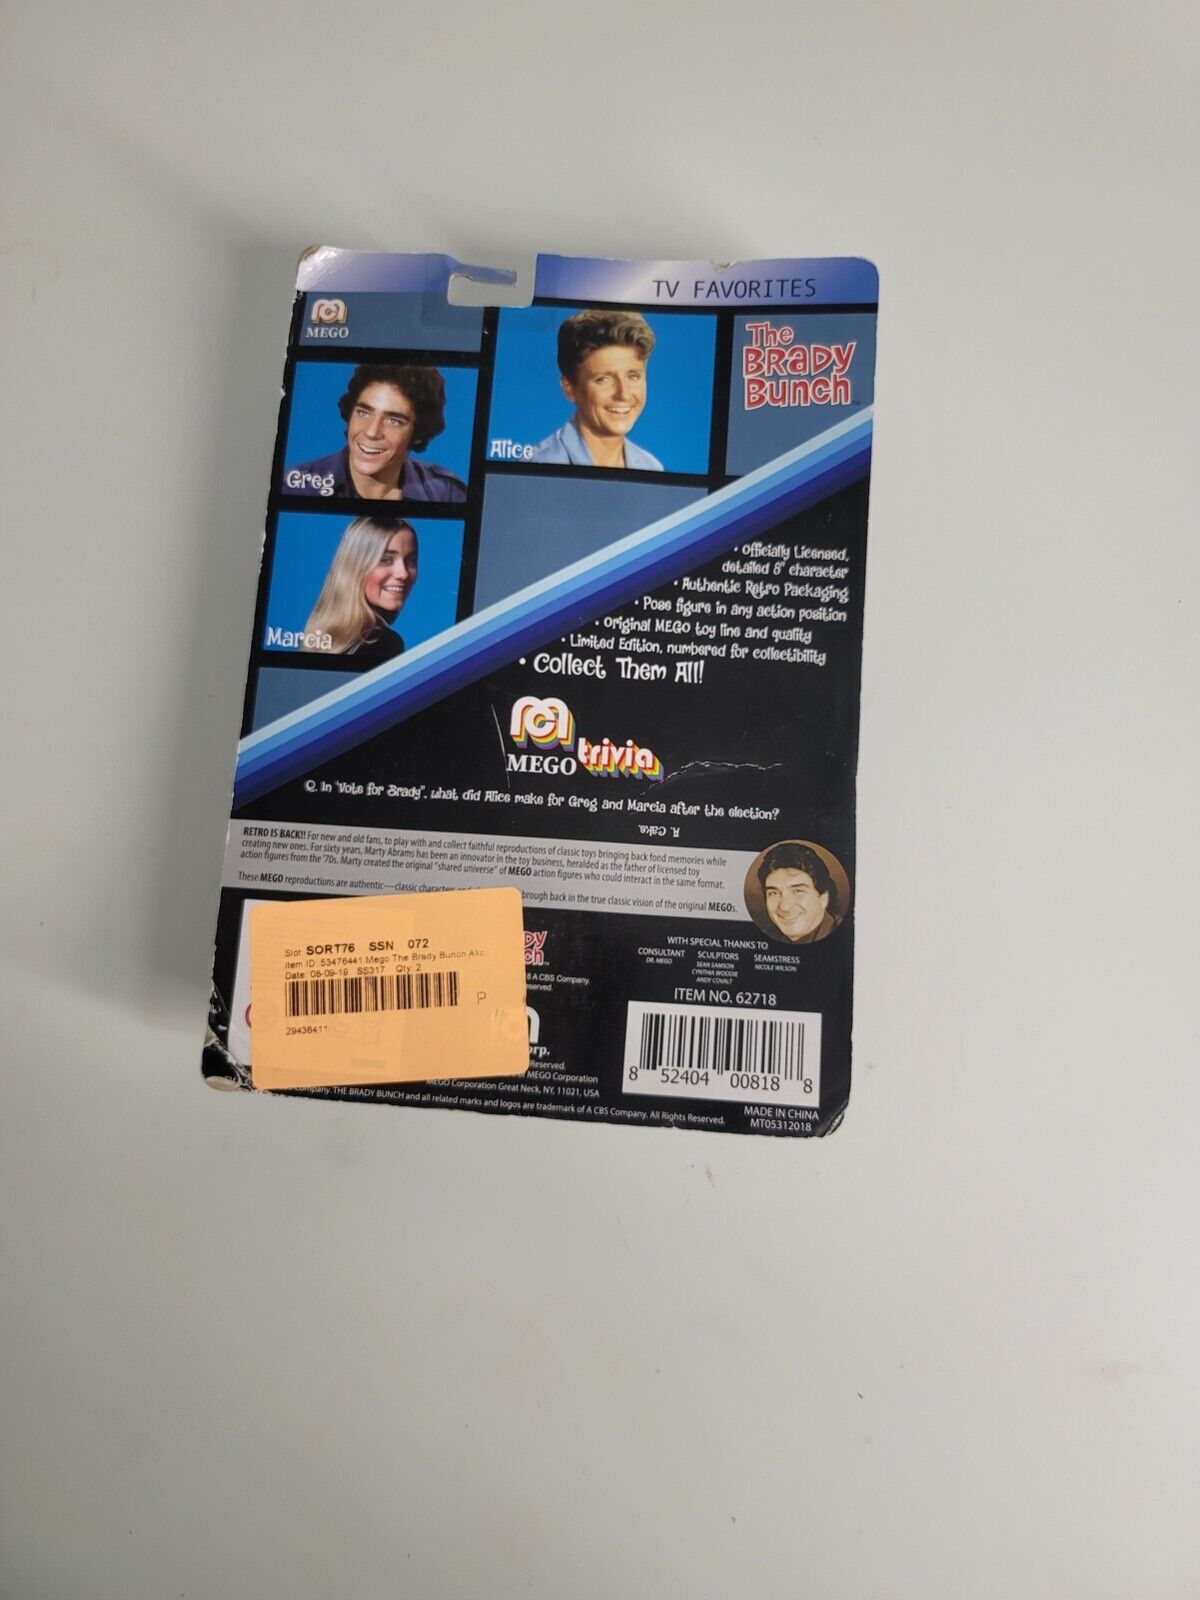 TV FAVORITES
MEGO
The
BRADY
BUNCH™
Alice
Greg
Marcia
• Officially Licensed,
detailed 8" character
• Authentic Retro Packaging
• Pose figure in any action position
• Original MEGO toy line and quality
• Limited Edition, numbered for collectibility
• Collect Them All!
MEGO trivia
Q. In "Vote for Brady", what did Alice make for Greg and Marcia after the election?
A. Cake.
RETRO IS BACK!! For new and old fans, to play with and collect faithful reproductions of classic toys bringing back fond memories while
creating new ones. For sixty years, Marty Abrams has been an innovator in the toy business, heralded as the father of licensed toy
action figures from the '70s. Marty created the original "shared universe" of MEGO action figures who could interact in the same format.
These MEGO reproductions are authentic—classic characters brough back in the true classic vision of the original MEGOs.
Slot: SORT76 SSN 072
Item ID: 53476441 Mego The Brady Bunch Alic
Date: 08-09-19 SS317 Qty: 2
P
29436411
A CBS Company.
WITH SPECIAL THANKS TO
CONSULTANT SCULPTORS SEAMSTRESS
DR. MEGO SEAN SAMSON NICOLE WILSON
CYNTHIA WOODIE
ANDY COVALT
ITEM NO. 62718
8 52404 00818 8
orp.
Reserved.
of MEGO Corporation
MEGO Corporation Great Neck, NY, 11021, USA
Company. THE BRADY BUNCH and all related marks and logos are trademark of A CBS Company. All Rights Reserved.
MADE IN CHINA
MT05312018